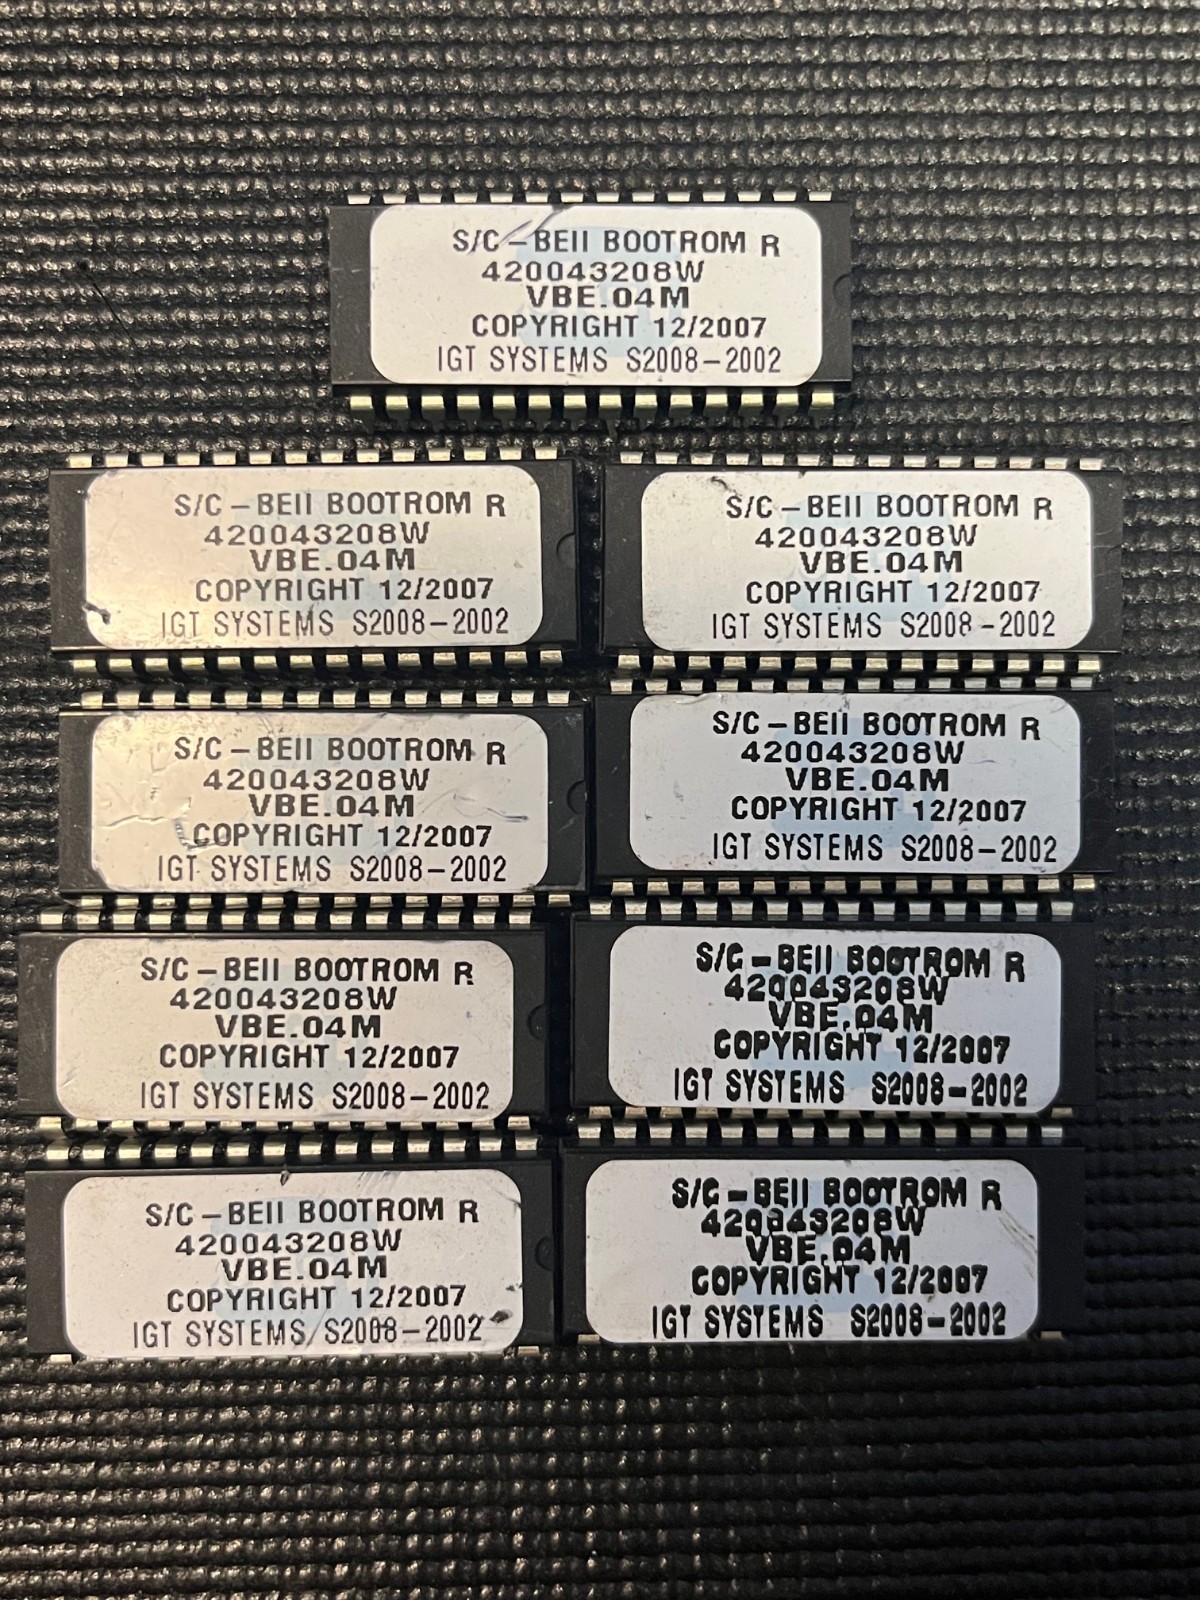 S/C-BEII BOOTROM R
420043208W
VBE.04M
COPYRIGHT 12/2007
IGT SYSTEMS S2008-2002
S/C-BEII BOOTROM R
420043208W
VBE.04M
COPYRIGHT 12/2007
IGT SYSTEMS S2008-2002
S/C-BEII BOOTROM R
420043208W
VBE.04M
COPYRIGHT 12/2007
IGT SYSTEMS S2008-2002
S/C-BEII BOOTROM R
420043208W
VBE.04M
COPYRIGHT 12/2007
IGT SYSTEMS S2008-2002
S/C-BEII BOOTROM R
420043208W
VBE.04M
COPYRIGHT 12/2007
IGT SYSTEMS S2008-2002
S/C-BEII BOOTROM R
420043208W
VBE.04M
COPYRIGHT 12/2007
IGT SYSTEMS S2008-2002
S/C-BEII BOOTROM R
420043208W
VBE.04M
COPYRIGHT 12/2007
IGT SYSTEMS S2008-2002
S/C-BEII BOOTROM R
420043208W
VBE.04M
COPYRIGHT 12/2007
IGT SYSTEMS S2008-2002
S/C-BEII BOOTROM R
420043208W
VBE.04M
COPYRIGHT 12/2007
IGT SYSTEMS S2008-2002